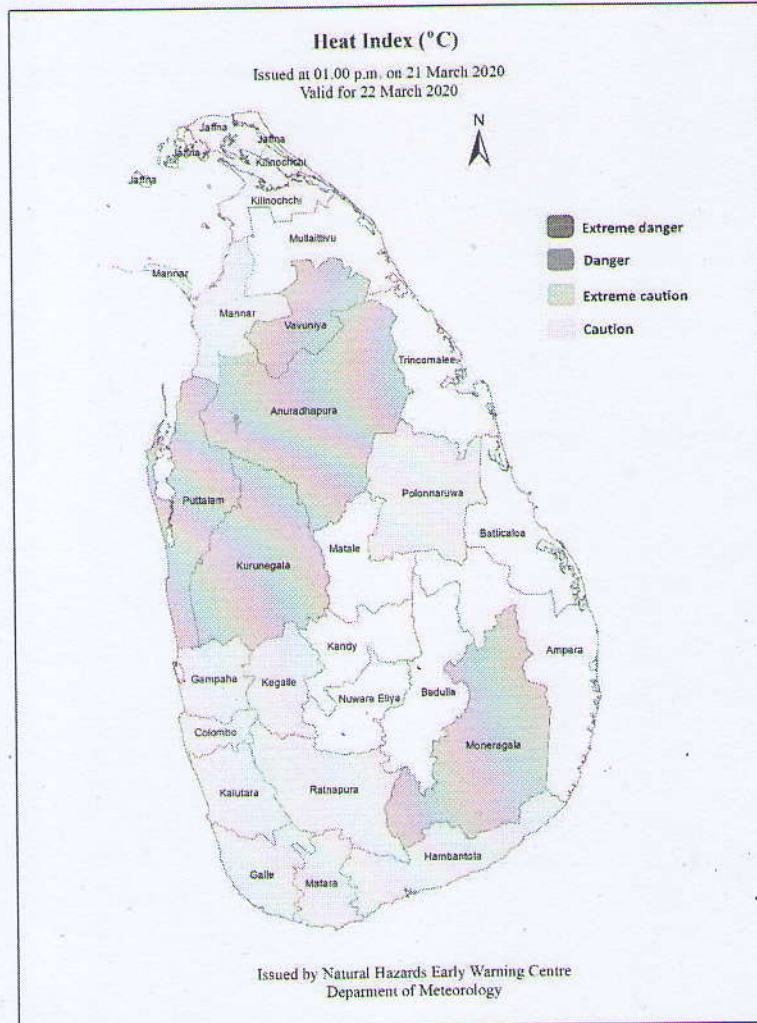 Heat Index (°C)
Issued at 01.00 p.m. on 21 March 2020
Valid for 22 March 2020
N
Jaffna
Jaffna
Jaffna
Kilinochchi
Jaffna
Kilinochchi
Mullaittivu
Extreme danger
Danger
Extreme caution
Caution
Mannar
Mannar
Vavuniya
Trincomalee
Anuradhapura
Puttalam
Polonnaruwa
Batticaloa
Matale
Kurunegala
Kandy
Ampara
Gampaha
Kegalle
Nuwara Eliya
Badulla
Colombo
Moneragala
Kalutara
Ratnapura
Hambantota
Galle
Matara
Issued by Natural Hazards Early Warning Centre
Deparment of Meteorology